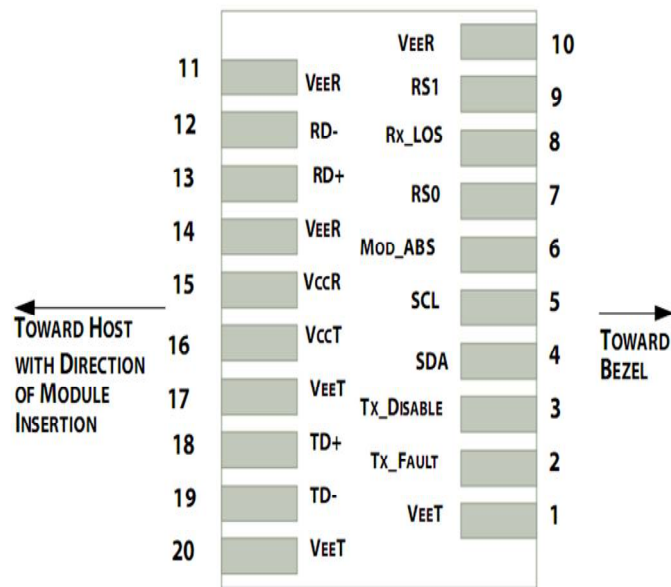 VEER 10
11 VEER
RS1 9
12 RD-
Rx_LOS 8
13 RD+
RS0 7
14 VEER
MOD_ABS 6
15 VCCR
SCL 5
TOWARD HOST
WITH DIRECTION
OF MODULE
INSERTION
16 VCCT
SDA 4
TOWARD
BEZEL
17 VEET
TX_DISABLE 3
18 TD+
TX_FAULT 2
19 TD-
VEET 1
20 VEET